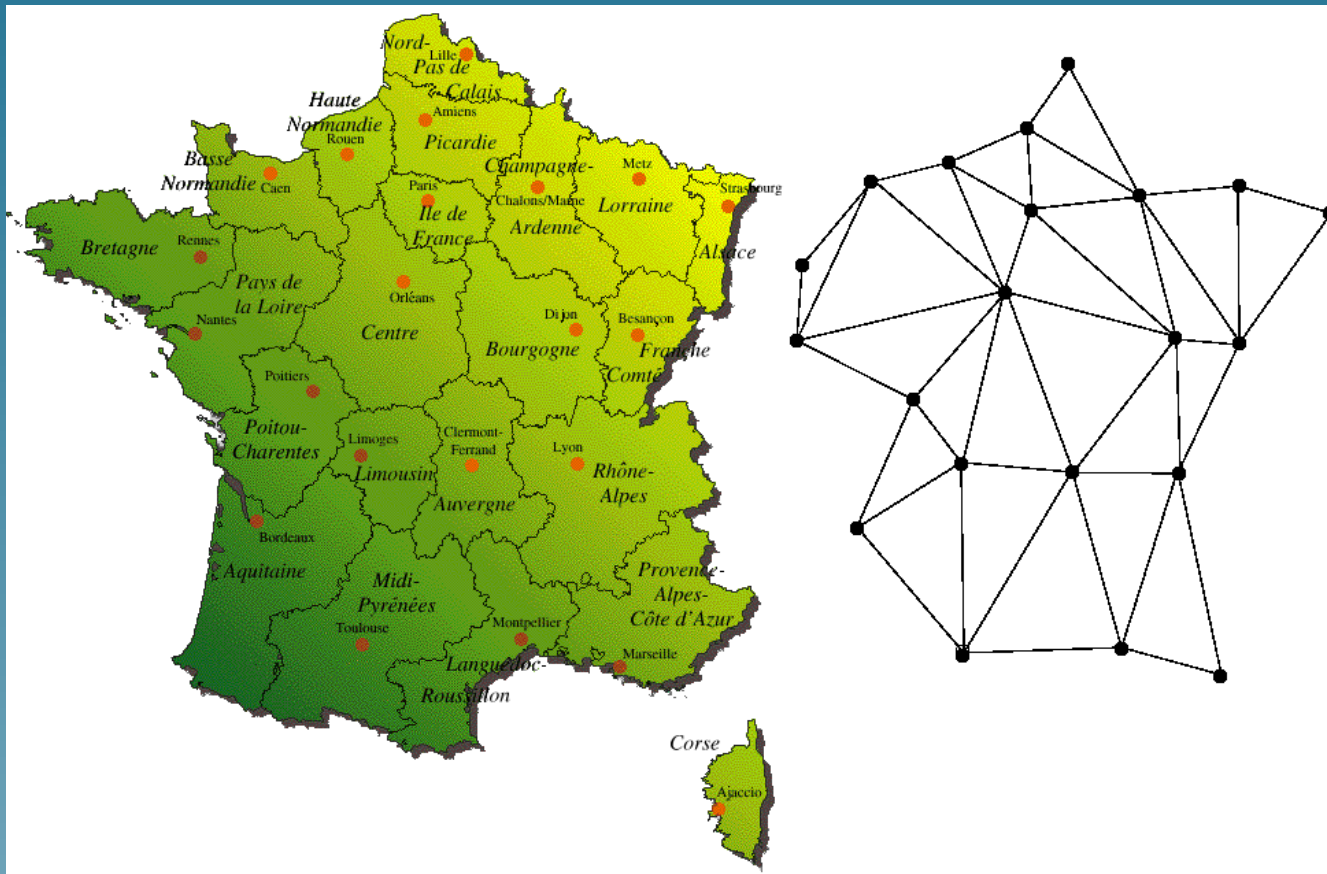 Nord-
Lille
Pas de
Calais
Haute
Normandie
Amiens
Rouen
Picardie
Basse
Normandie
Caen
Champagne-
Metz
Paris
Chalons/Marne
Strasbourg
Lorraine
Ile de
France
Ardenne
Bretagne
Rennes
Alsace
Pays de
la Loire
Orléans
Nantes
Centre
Dijon
Besançon
Bourgogne
Franche
Comté
Poitiers
Poitou-
Charentes
Limoges
Clermont-
Ferrand
Lyon
Limousin
Rhône-
Alpes
Auvergne
Bordeaux
Aquitaine
Midi-
Pyrénées
Provence-
Alpes-
Côte d'Azur
Toulouse
Montpellier
Marseille
Languedoc-
Roussillon
Corse
Ajaccio